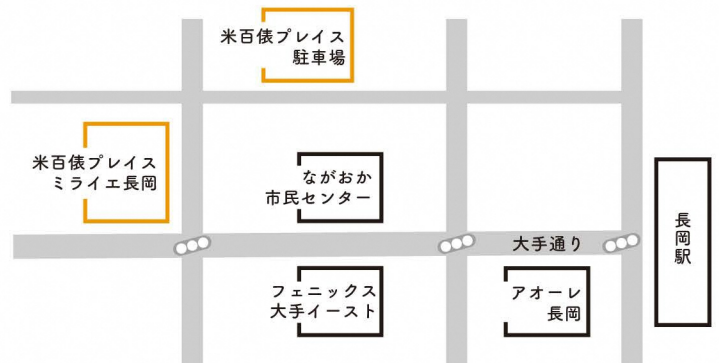 米百俵プレイス
駐車場
米百俵プレイス
ミライエ長岡
ながおか
市民センター
長岡駅
大手通り
フェニックス
大手イースト
アオーレ
長岡